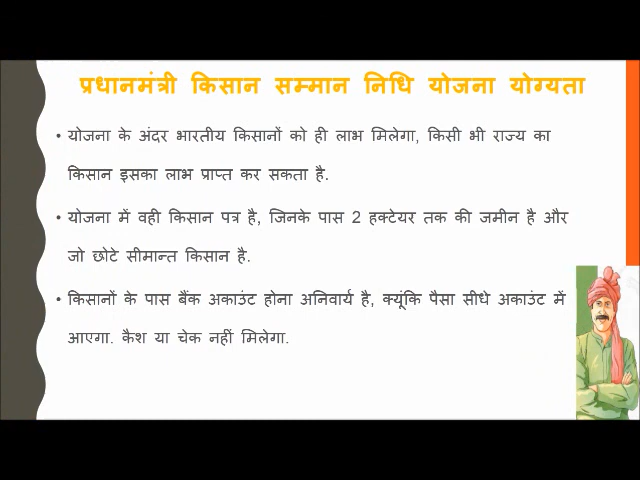 प्रधानमंत्री किसान सम्मान निधि योजना योग्यता
• योजना के अंदर भारतीय किसानों को ही लाभ मिलेगा, किसी भी राज्य का
किसान इसका लाभ प्राप्त कर सकता है.
• योजना में वही किसान पत्र है, जिनके पास 2 हक्टेयर तक की जमीन है और
जो छोटे सीमान्त किसान है.
• किसानों के पास बैंक अकाउंट होना अनिवार्य है, क्यूंकि पैसा सीधे अकाउंट में
आएगा. कैश या चेक नहीं मिलेगा.